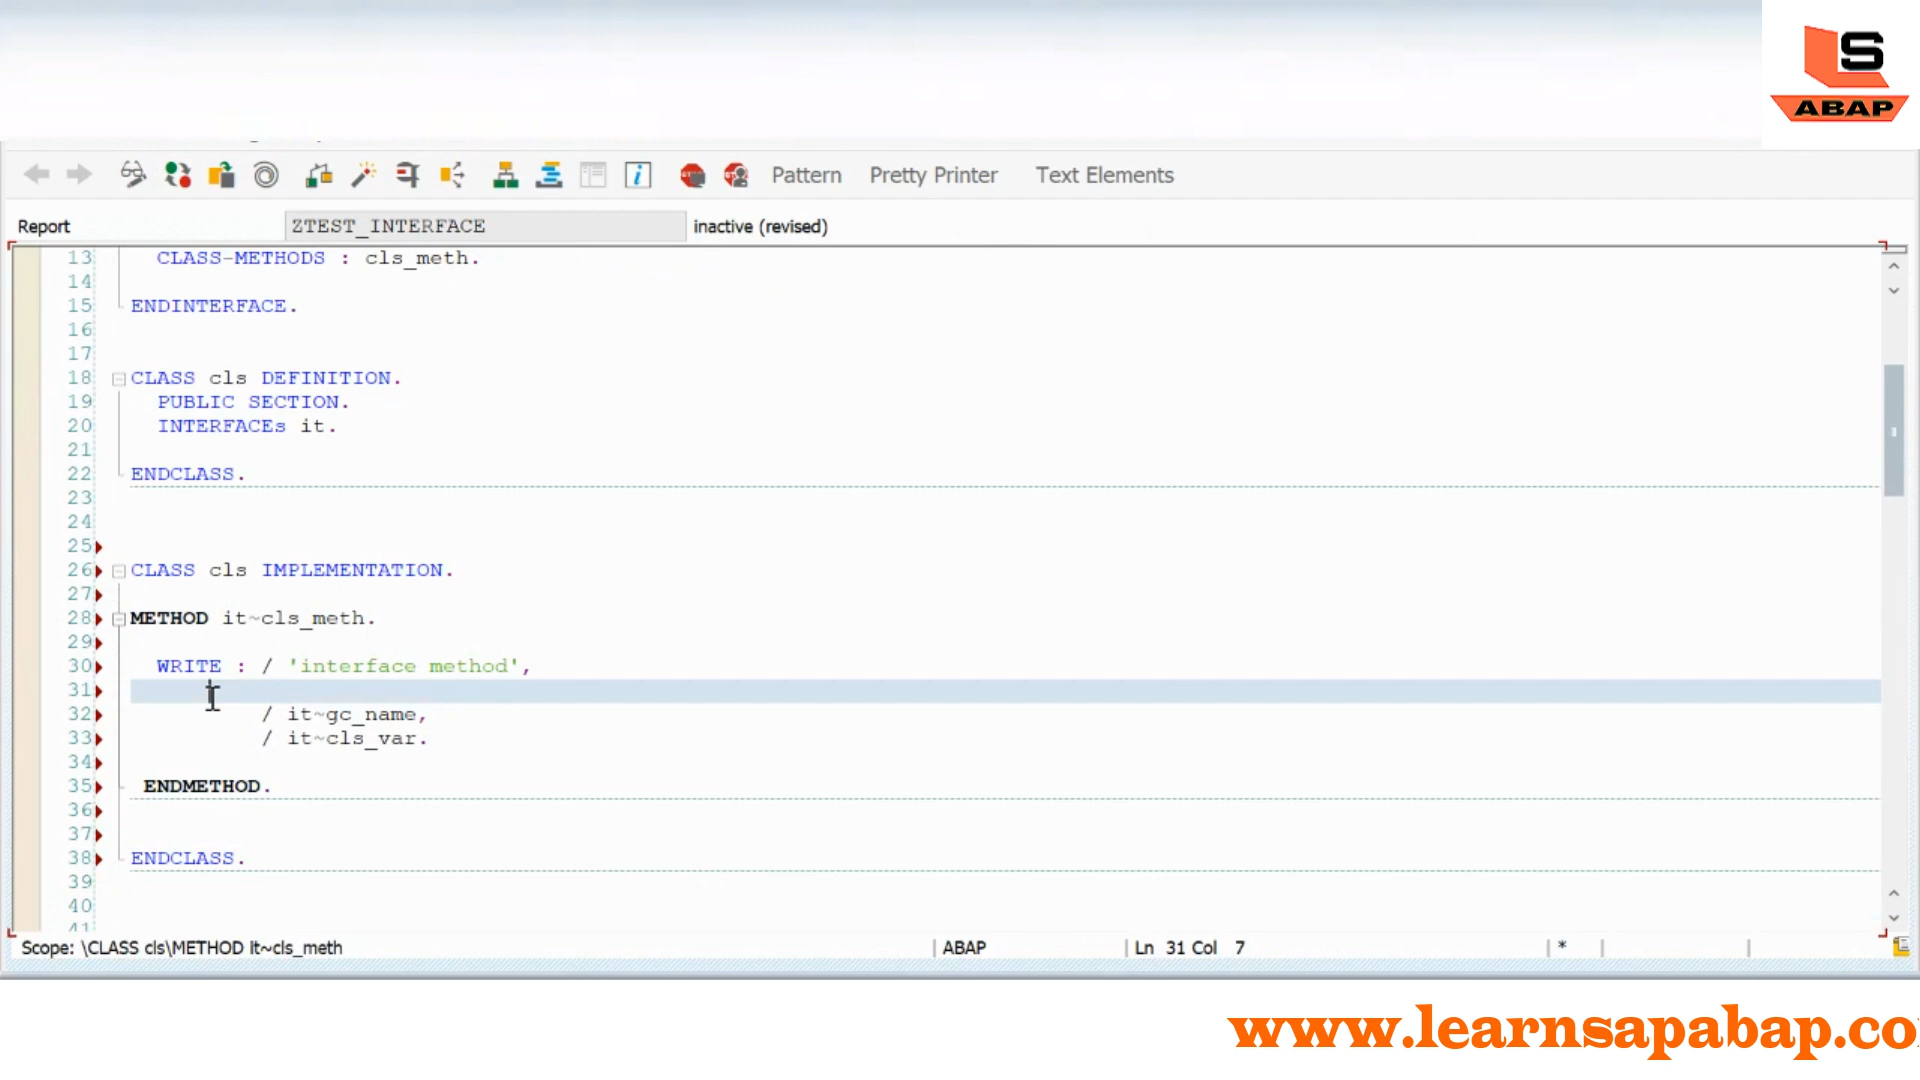 LS
ABAP
Pattern Pretty Printer Text Elements
Report ZTEST_INTERFACE inactive (revised)
13 CLASS-METHODS : cls_meth.
14
15 ENDINTERFACE.
16
17
18 CLASS cls DEFINITION.
19 PUBLIC SECTION.
20 INTERFACEs it.
21
22 ENDCLASS.
23
24
25
26 CLASS cls IMPLEMENTATION.
27
28 METHOD it~cls_meth.
29
30 WRITE : / 'interface method',
31
32 / it~gc_name,
33 / it~cls_var.
34
35 ENDMETHOD.
36
37
38 ENDCLASS.
39
40
41
Scope: \CLASS cls\METHOD it~cls_meth ABAP Ln 31 Col 7 *
www.learnsapabap.co